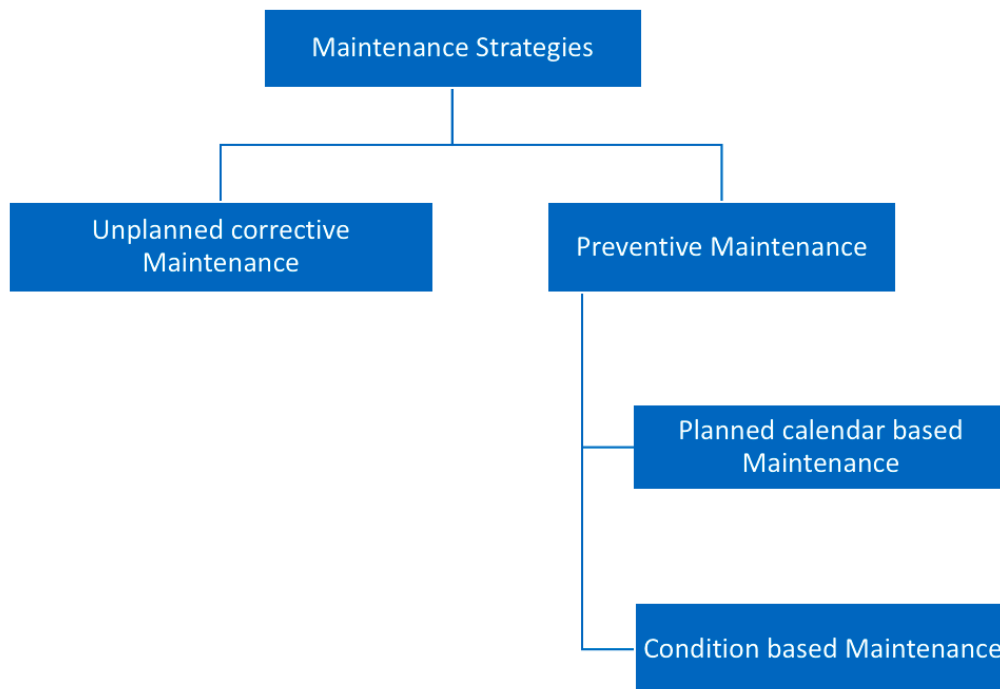 Maintenance Strategies
Unplanned corrective
Maintenance
Preventive Maintenance
Planned calendar based
Maintenance
Condition based Maintenance